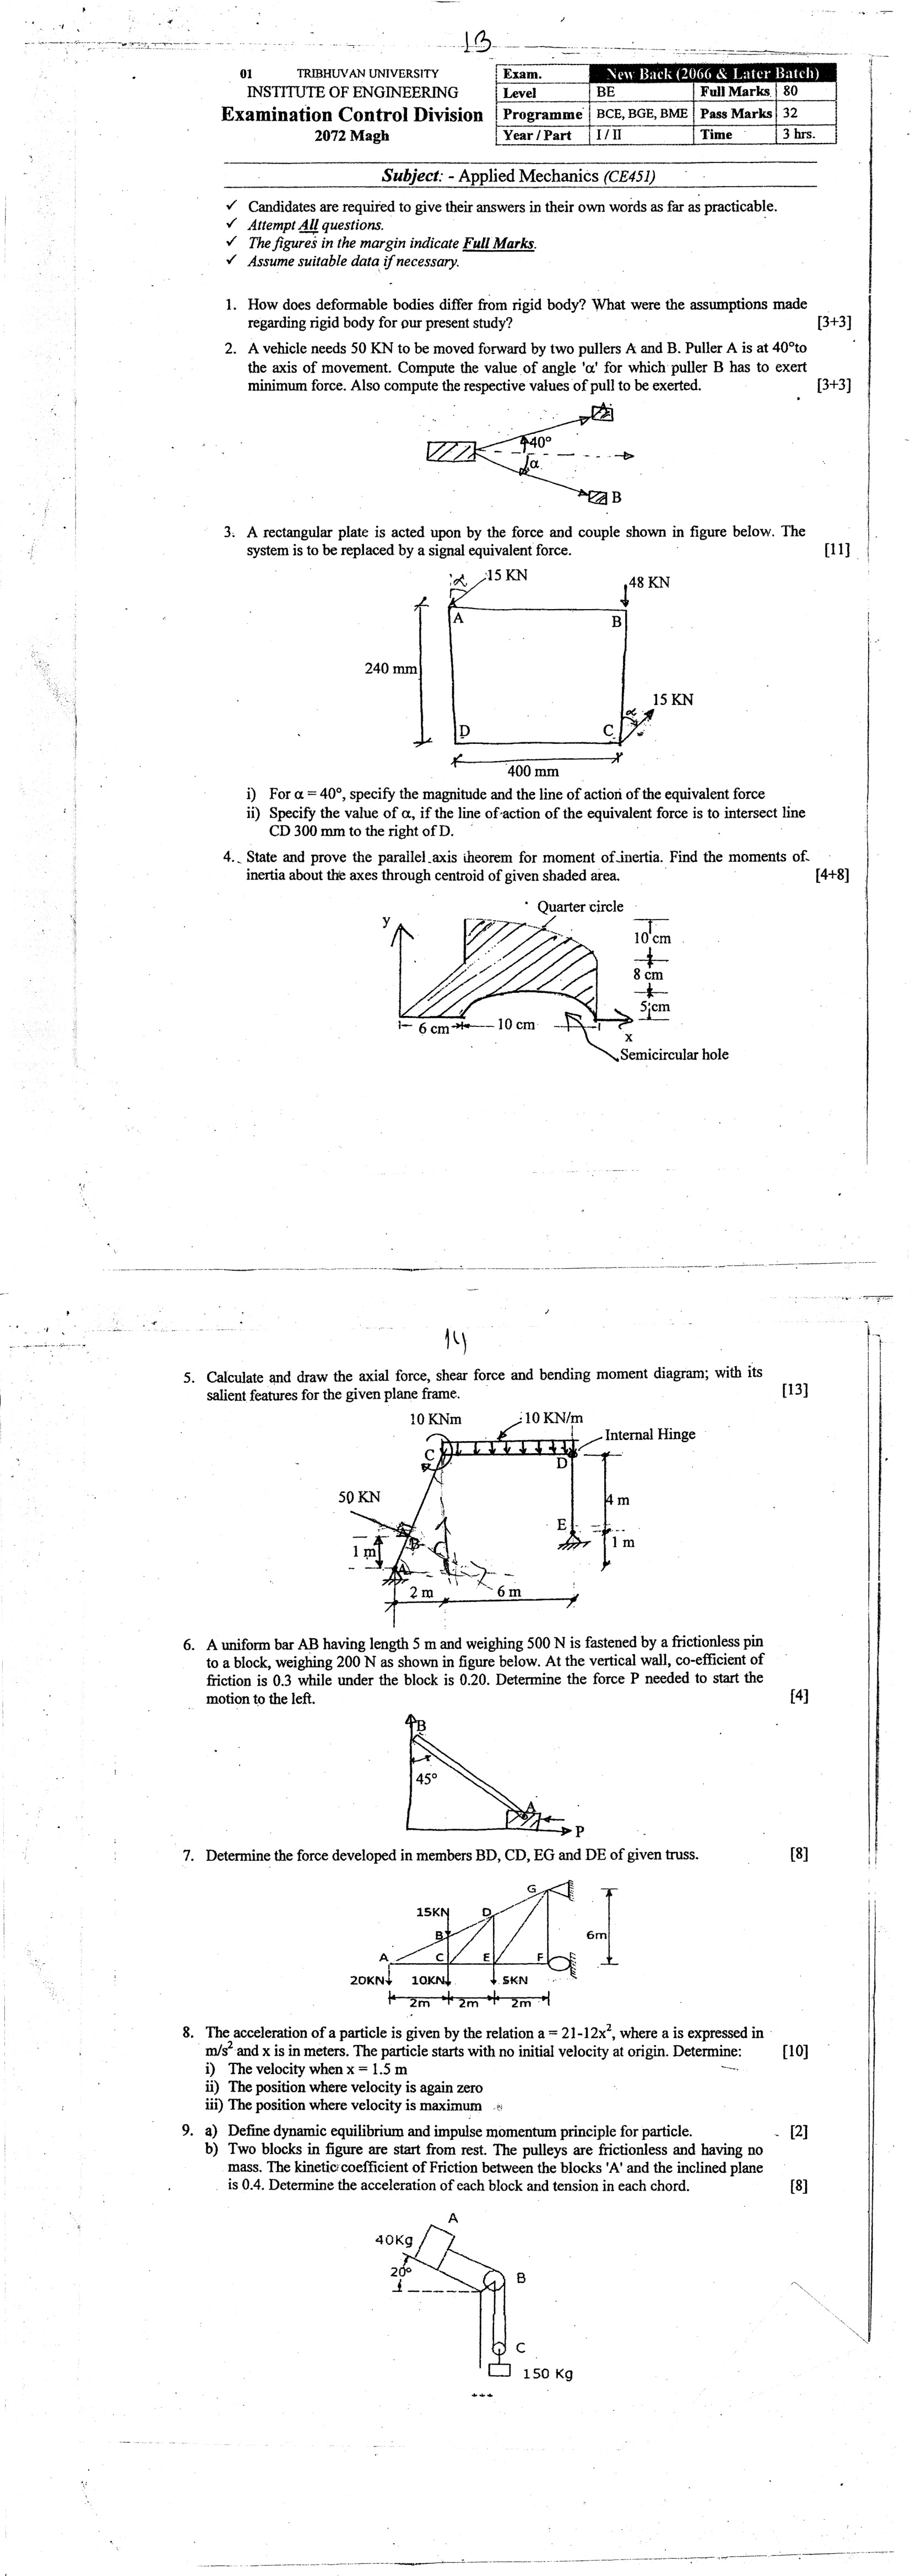 13
01 TRIBHUVAN UNIVERSITY
INSTITUTE OF ENGINEERING
Examination Control Division
2072 Magh
Exam. New Back (2066 & Later Batch)
Level BE Full Marks 80
Programme BCE, BGE, BME Pass Marks 32
Year / Part I / II Time 3 hrs.
Subject: - Applied Mechanics (CE451)
✓ Candidates are required to give their answers in their own words as far as practicable.
✓ Attempt All questions.
✓ The figures in the margin indicate Full Marks.
✓ Assume suitable data if necessary.
1. How does deformable bodies differ from rigid body? What were the assumptions made
regarding rigid body for our present study? [3+3]
2. A vehicle needs 50 KN to be moved forward by two pullers A and B. Puller A is at 40°to
the axis of movement. Compute the value of angle 'α' for which puller B has to exert
minimum force. Also compute the respective values of pull to be exerted. [3+3]
A
40°
α
B
3. A rectangular plate is acted upon by the force and couple shown in figure below. The
system is to be replaced by a signal equivalent force. [11]
α 15 KN
48 KN
A B
240 mm
15 KN
α
D C
400 mm
i) For α = 40°, specify the magnitude and the line of action of the equivalent force
ii) Specify the value of α, if the line of action of the equivalent force is to intersect line
CD 300 mm to the right of D.
4. State and prove the parallel axis theorem for moment of inertia. Find the moments of
inertia about the axes through centroid of given shaded area. [4+8]
Quarter circle
y
10 cm
8 cm
5 cm
6 cm 10 cm
x
Semicircular hole
14
5. Calculate and draw the axial force, shear force and bending moment diagram; with its
salient features for the given plane frame. [13]
10 KNm 10 KN/m
Internal Hinge
C D
50 KN
4 m
B E
1 m 1 m
A
2 m 6 m
6. A uniform bar AB having length 5 m and weighing 500 N is fastened by a frictionless pin
to a block, weighing 200 N as shown in figure below. At the vertical wall, co-efficient of
friction is 0.3 while under the block is 0.20. Determine the force P needed to start the
motion to the left. [4]
B
45°
A
P
7. Determine the force developed in members BD, CD, EG and DE of given truss. [8]
G
15KN D
B 6m
A C E F
20KN 10KN 5KN
2m 2m 2m
8. The acceleration of a particle is given by the relation a = 21-12x², where a is expressed in
m/s² and x is in meters. The particle starts with no initial velocity at origin. Determine: [10]
i) The velocity when x = 1.5 m
ii) The position where velocity is again zero
iii) The position where velocity is maximum
9. a) Define dynamic equilibrium and impulse momentum principle for particle. [2]
b) Two blocks in figure are start from rest. The pulleys are frictionless and having no
mass. The kinetic coefficient of Friction between the blocks 'A' and the inclined plane
is 0.4. Determine the acceleration of each block and tension in each chord. [8]
A
40Kg
20°
B
C
150 Kg
***